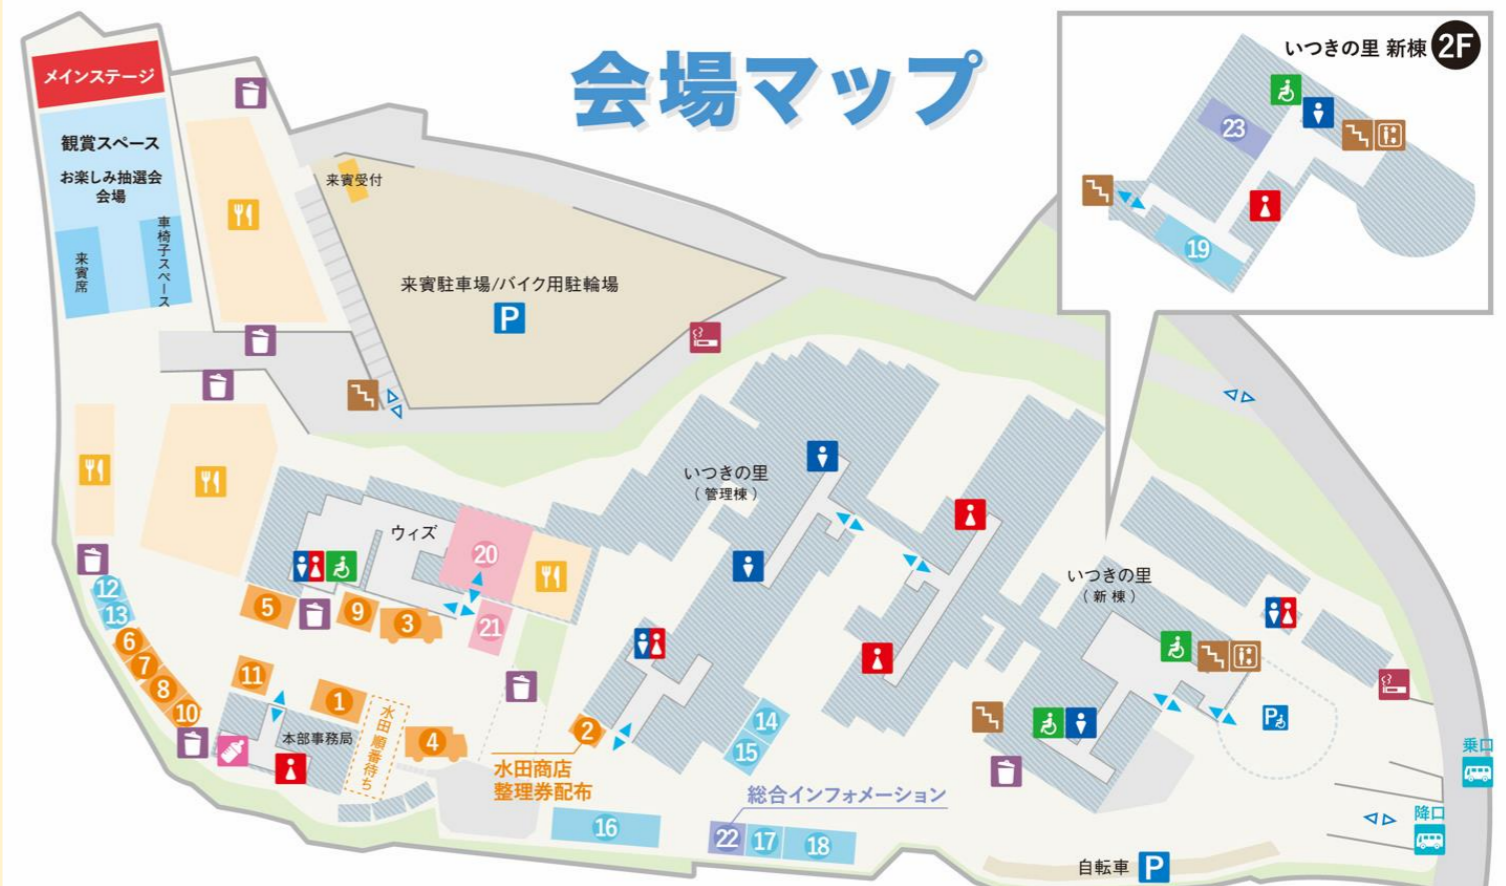 会場マップ
いつきの里 新棟 2F
23
19
メインステージ
観賞スペース
お楽しみ抽選会
会場
来賓席
車椅子スペース
来賓受付
来賓駐車場/バイク用駐輪場
P
いつきの里
（管理棟）
ウィズ
20
21
いつきの里
（新棟）
12
13
6
7
8
10
5
9
3
11
1
4
2
本部事務局
水田 順番待ち
水田商店
整理券配布
14
15
16
総合インフォメーション
22
17
18
P
乗口
降口
自転車 P